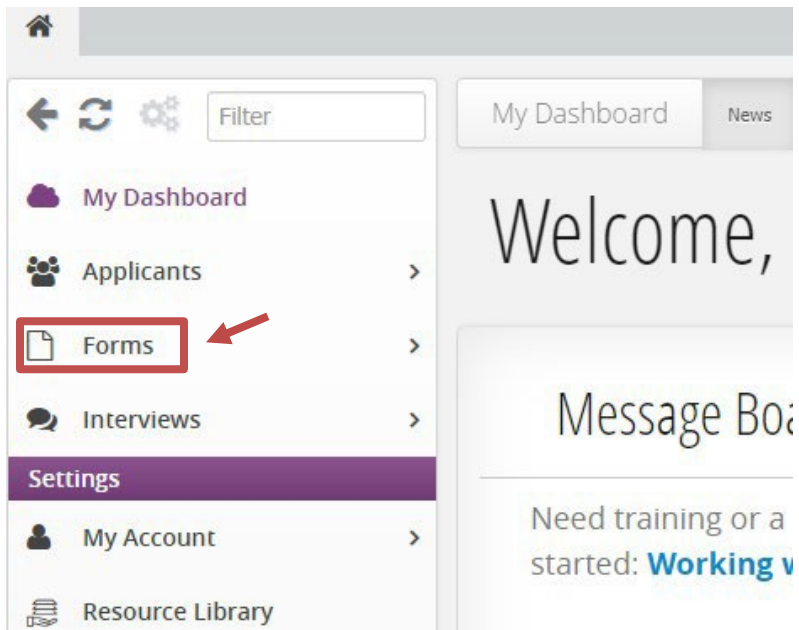 Filter
My Dashboard
Applicants
Forms
Interviews
Settings
My Account
Resource Library
My Dashboard News
Welcome,
Message Boa
Need training or a
started: Working w